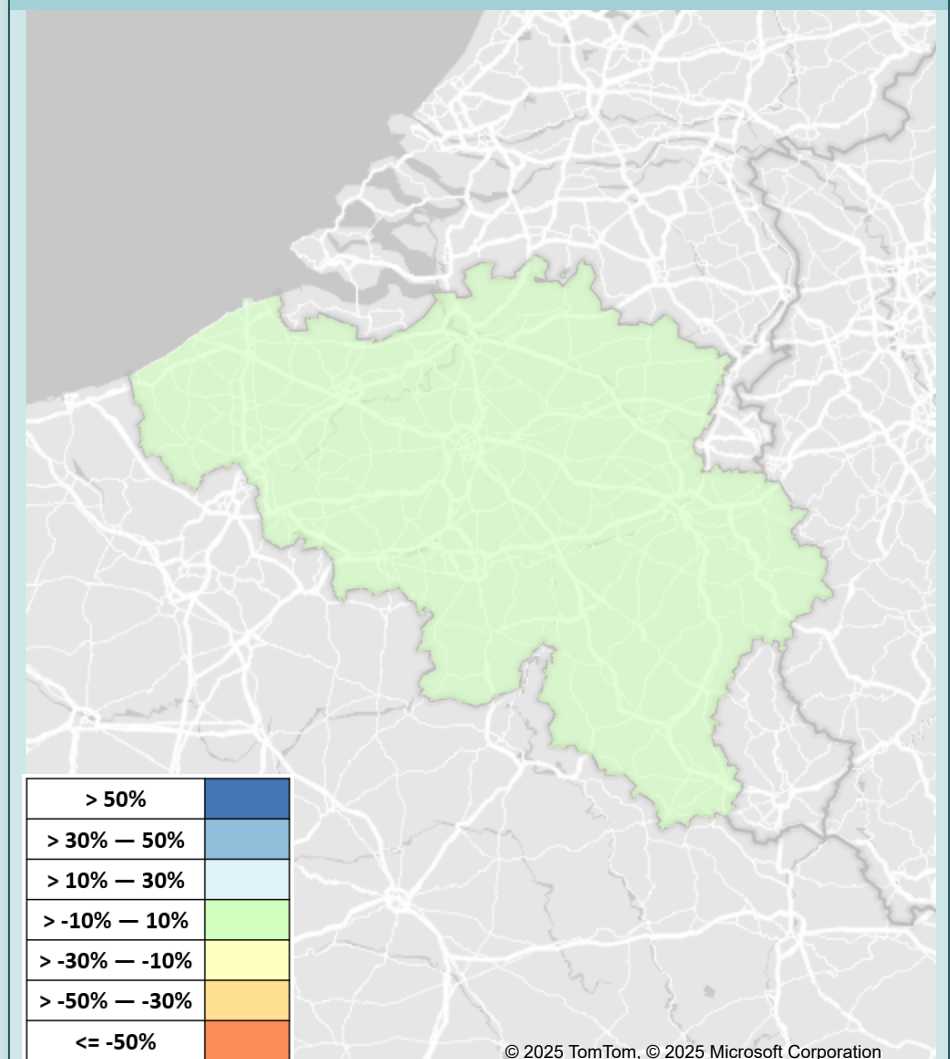 > 50%
> 30% — 50%
> 10% — 30%
> -10% — 10%
> -30% — -10%
> -50% — -30%
<= -50%
© 2025 TomTom, © 2025 Microsoft Corporation